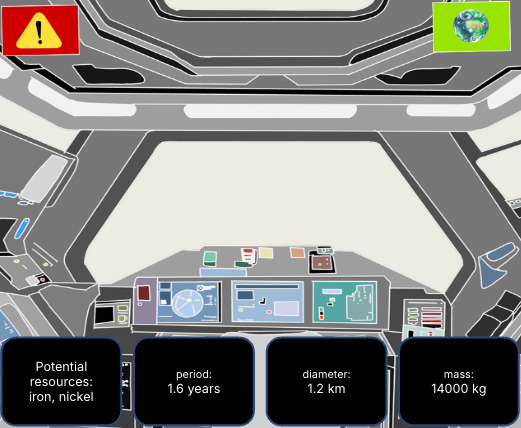 Potential
resources:
iron, nickel
period:
1.6 years
diameter:
1.2 km
mass:
14000 kg